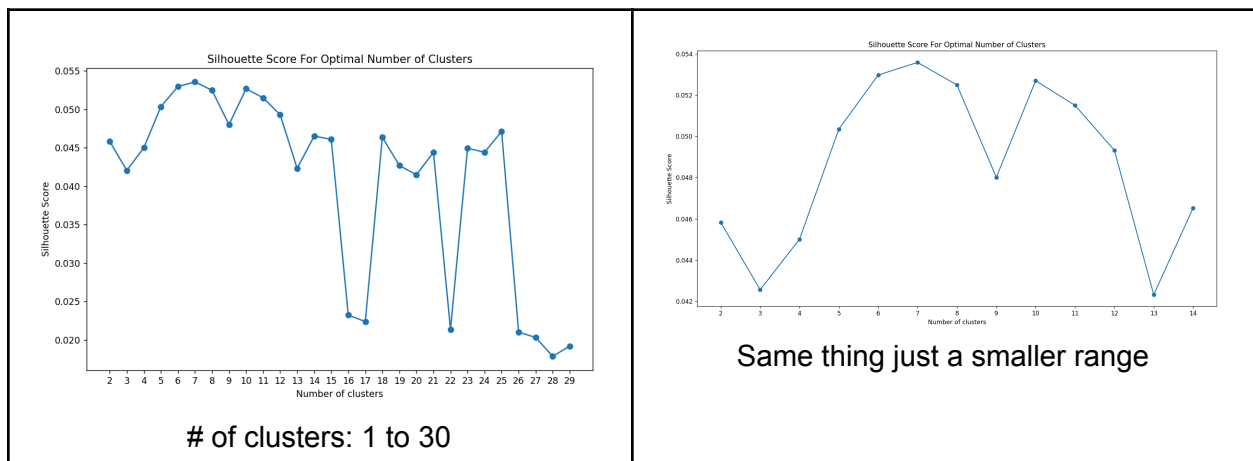 Silhouette Score For Optimal Number of Clusters
0.055
0.050
0.045
0.040
0.035
0.030
0.025
0.020
Silhouette Score
2 3 4 5 6 7 8 9 10 11 12 13 14 15 16 17 18 19 20 21 22 23 24 25 26 27 28 29
Number of clusters
# of clusters: 1 to 30
Silhouette Score For Optimal Number of Clusters
0.054
0.052
0.050
0.048
0.046
0.044
0.042
Silhouette Score
2 3 4 5 6 7 8 9 10 11 12 13 14
Number of clusters
Same thing just a smaller range